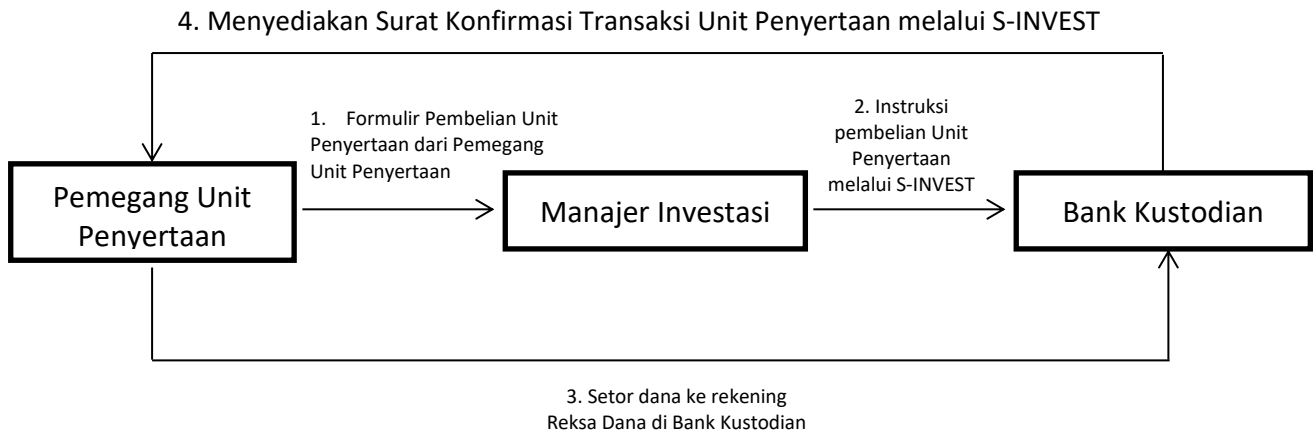 4. Menyediakan Surat Konfirmasi Transaksi Unit Penyertaan melalui S-INVEST
1. Formulir Pembelian Unit
Penyertaan dari Pemegang
Unit Penyertaan
2. Instruksi
pembelian Unit
Penyertaan
melalui S-INVEST
Pemegang Unit
Penyertaan
Manajer Investasi
Bank Kustodian
3. Setor dana ke rekening
Reksa Dana di Bank Kustodian